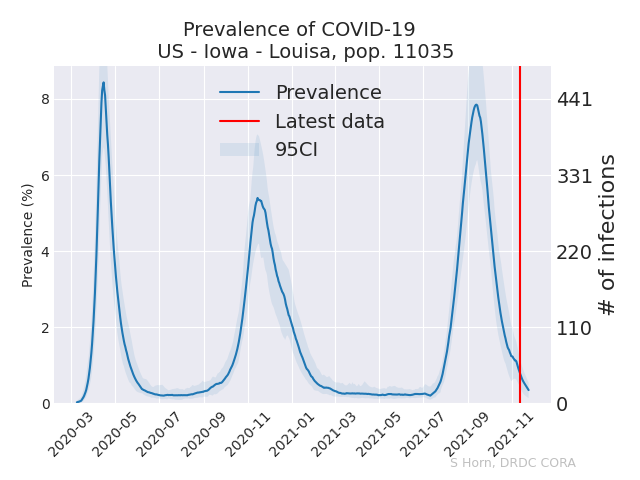 Prevalence of COVID-19
US - Iowa - Louisa, pop. 11035
Prevalence
Latest data
95CI
Prevalence (%)
8
6
4
2
0
441
331
220
110
0
# of infections
2020-03
2020-05
2020-07
2020-09
2020-11
2021-01
2021-03
2021-05
2021-07
2021-09
2021-11
S Horn, DRDC CORA